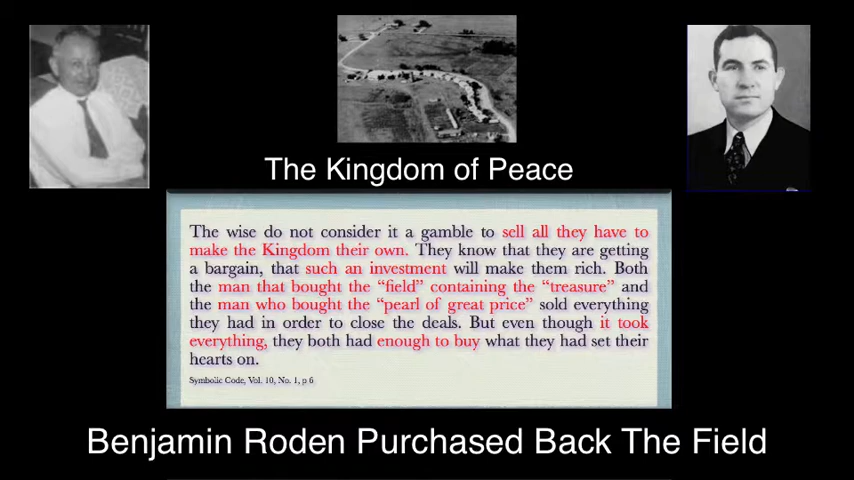 The Kingdom of Peace
The wise do not consider it a gamble to sell all they have to
make the Kingdom their own. They know that they are getting
a bargain, that such an investment will make them rich. Both
the man that bought the “field” containing the “treasure” and
the man who bought the “pearl of great price” sold everything
they had in order to close the deals. But even though it took
everything, they both had enough to buy what they had set their
hearts on.
Symbolic Code, Vol. 10, No. 1, p 6
Benjamin Roden Purchased Back The Field